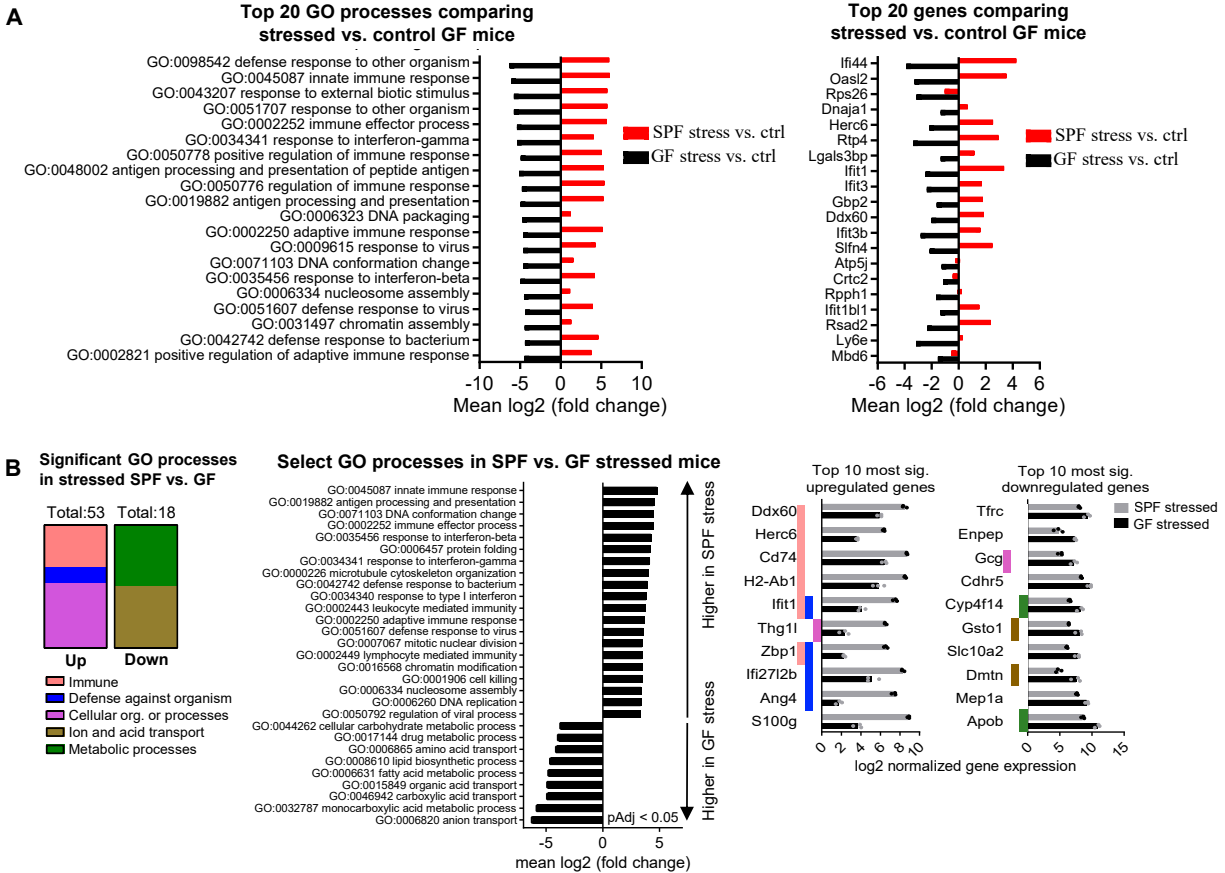 A
Top 20 GO processes comparing
stressed vs. control GF mice
GO:0098542 defense response to other organism
GO:0045087 innate immune response
GO:0043207 response to external biotic stimulus
GO:0051707 response to other organism
GO:0002252 immune effector process
GO:0034341 response to interferon-gamma
GO:0050778 positive regulation of immune response
GO:0048002 antigen processing and presentation of peptide antigen
GO:0050776 regulation of immune response
GO:0019882 antigen processing and presentation
GO:0006323 DNA packaging
GO:0002250 adaptive immune response
GO:0009615 response to virus
GO:0071103 DNA conformation change
GO:0035456 response to interferon-beta
GO:0006334 nucleosome assembly
GO:0051607 defense response to virus
GO:0031497 chromatin assembly
GO:0042742 defense response to bacterium
GO:0002821 positive regulation of adaptive immune response
-10 -5 0 5 10
Mean log2 (fold change)
SPF stress vs. ctrl
GF stress vs. ctrl
Top 20 genes comparing
stressed vs. control GF mice
Ifi44
Oasl2
Rps26
Dnaja1
Herc6
Rtp4
Lgals3bp
Ifit1
Ifit3
Gbp2
Ddx60
Ifit3b
Slfn4
Atp5j
Crtc2
Rpph1
Ifit1bl1
Rsad2
Ly6e
Mbd6
-6 -4 -2 0 2 4 6
Mean log2 (fold change)
SPF stress vs. ctrl
GF stress vs. ctrl
B
Significant GO processes
in stressed SPF vs. GF
Total:53 Total:18
Up Down
Immune
Defense against organism
Cellular org. or processes
Ion and acid transport
Metabolic processes
Select GO processes in SPF vs. GF stressed mice
GO:0045087 innate immune response
GO:0019882 antigen processing and presentation
GO:0071103 DNA conformation change
GO:0002252 immune effector process
GO:0035456 response to interferon-beta
GO:0006457 protein folding
GO:0034341 response to interferon-gamma
GO:0000226 microtubule cytoskeleton organization
GO:0042742 defense response to bacterium
GO:0034340 response to type I interferon
GO:0002443 leukocyte mediated immunity
GO:0002250 adaptive immune response
GO:0051607 defense response to virus
GO:0007067 mitotic nuclear division
GO:0002449 lymphocyte mediated immunity
GO:0016568 chromatin modification
GO:0001906 cell killing
GO:0006334 nucleosome assembly
GO:0006260 DNA replication
GO:0050792 regulation of viral process
GO:0044262 cellular carbohydrate metabolic process
GO:0017144 drug metabolic process
GO:0006865 amino acid transport
GO:0008610 lipid biosynthetic process
GO:0006631 fatty acid metabolic process
GO:0015849 organic acid transport
GO:0046942 carboxylic acid transport
GO:0032787 monocarboxylic acid metabolic process
GO:0006820 anion transport
pAdj < 0.05
-5 0 5
mean log2 (fold change)
Higher in SPF stress
Higher in GF stress
Top 10 most sig.
upregulated genes
Ddx60
Herc6
Cd74
H2-Ab1
Ifit1
Thg1l
Zbp1
Ifi27l2b
Ang4
S100g
0 2 4 6 8 10
Top 10 most sig.
downregulated genes
Tfrc
Enpep
Gcg
Cdhr5
Cyp4f14
Gsto1
Slc10a2
Dmtn
Mep1a
Apob
0 5 10 15
log2 normalized gene expression
SPF stressed
GF stressed